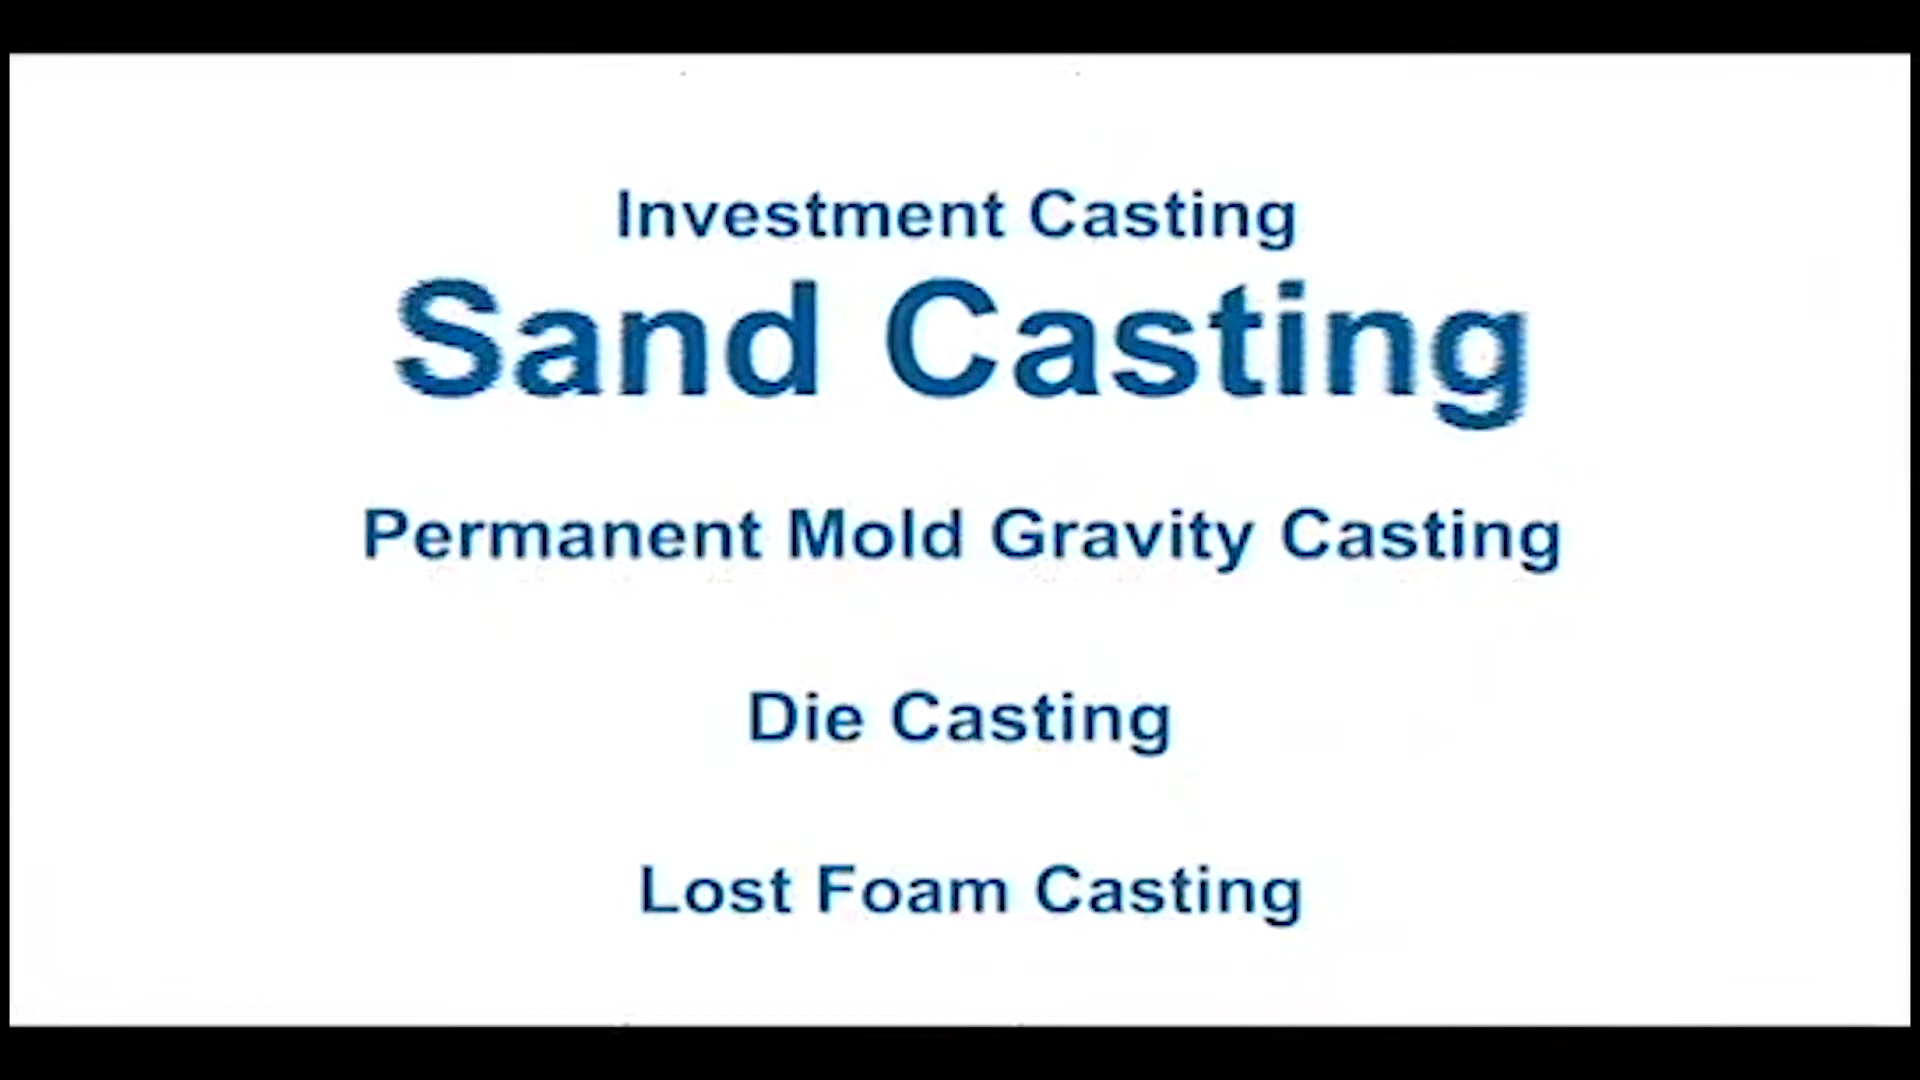 Investment Casting
Sand Casting
Permanent Mold Gravity Casting
Die Casting
Lost Foam Casting